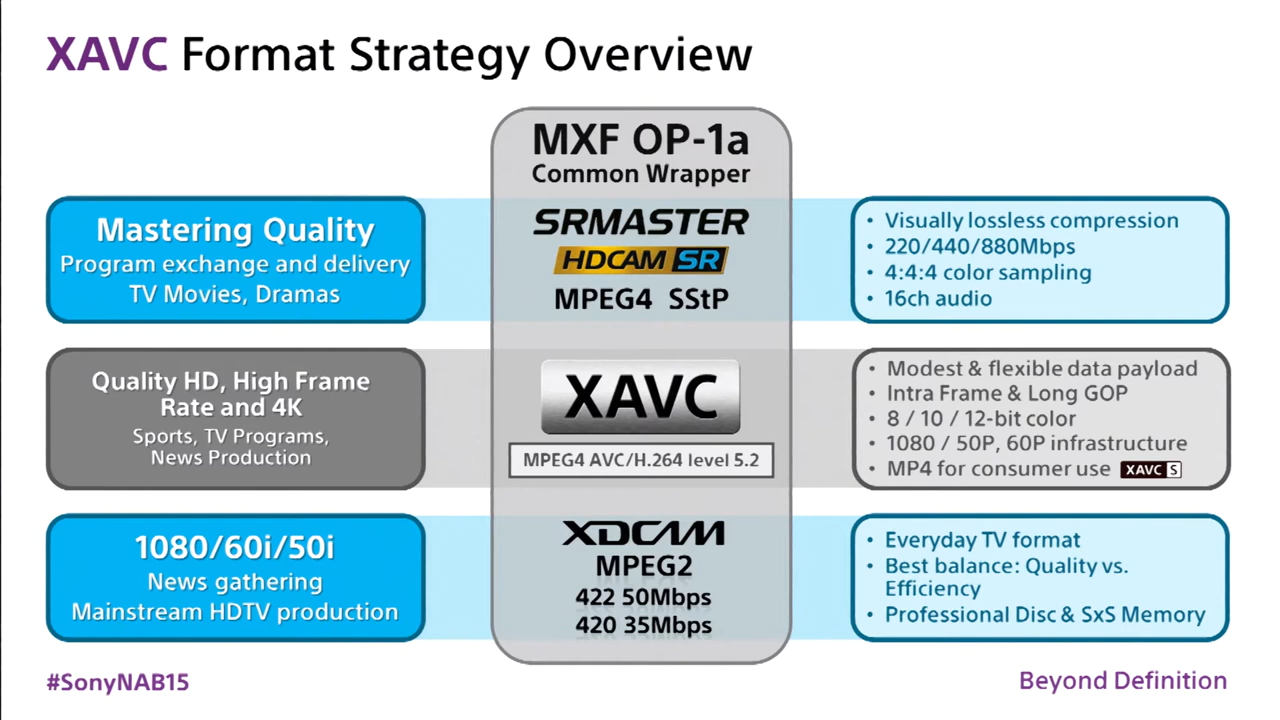 XAVC Format Strategy Overview
MXF OP-1a
Common Wrapper
Mastering Quality
Program exchange and delivery
TV Movies, Dramas
SRMASTER
HDCAM SR
MPEG4 SStP
• Visually lossless compression
• 220/440/880Mbps
• 4:4:4 color sampling
• 16ch audio
Quality HD, High Frame
Rate and 4K
Sports, TV Programs,
News Production
XAVC
MPEG4 AVC/H.264 level 5.2
• Modest & flexible data payload
• Intra Frame & Long GOP
• 8 / 10 / 12-bit color
• 1080 / 50P, 60P infrastructure
• MP4 for consumer use XAVC S
1080/60i/50i
News gathering
Mainstream HDTV production
XDCAM
MPEG2
422 50Mbps
420 35Mbps
• Everyday TV format
• Best balance: Quality vs.
Efficiency
• Professional Disc & SxS Memory
#SonyNAB15
Beyond Definition